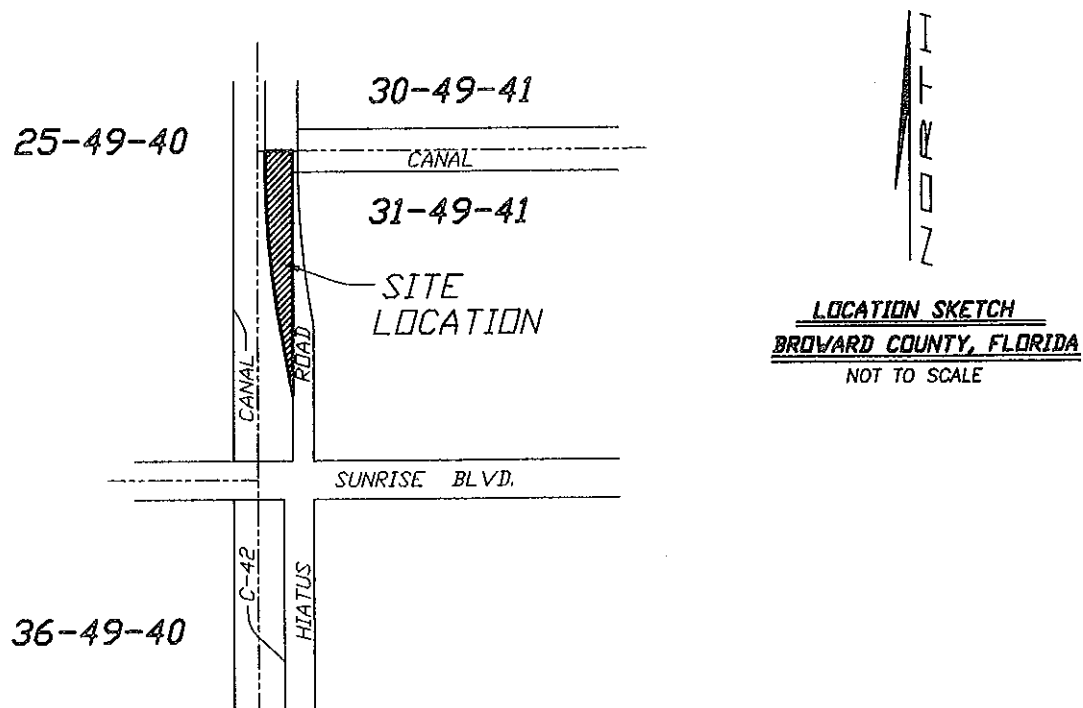 30-49-41
25-49-40
CANAL
31-49-41
SITE
LOCATION
ROAD
CANAL
SUNRISE BLVD.
C-42
HIATUS
36-49-40
NORTH
LOCATION SKETCH
BROWARD COUNTY, FLORIDA
NOT TO SCALE